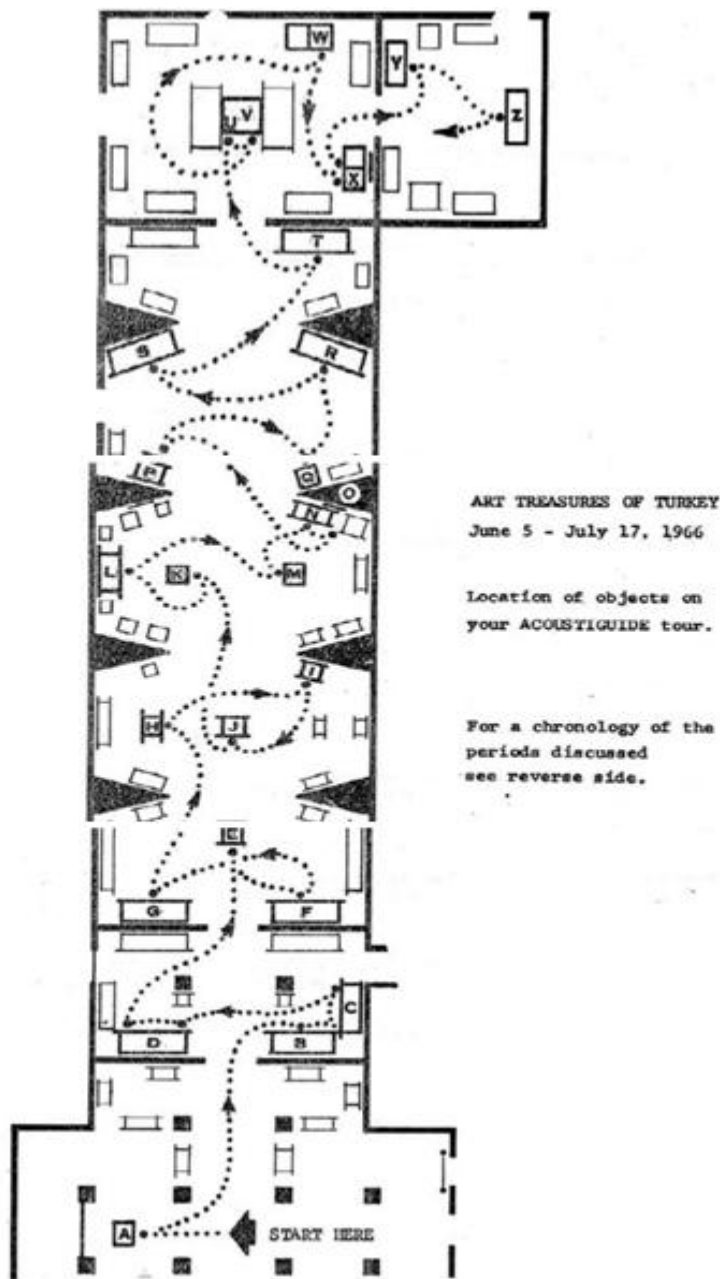 W
Y
V
U
Z
X
T
S
R
P
Q
O
N
L
K
M
I
H
J
E
G
F
C
D
B
A
START HERE
ART TREASURES OF TURKEY
June 5 - July 17, 1966
Location of objects on
your ACOUSTIGUIDE tour.
For a chronology of the
periods discussed
see reverse side.